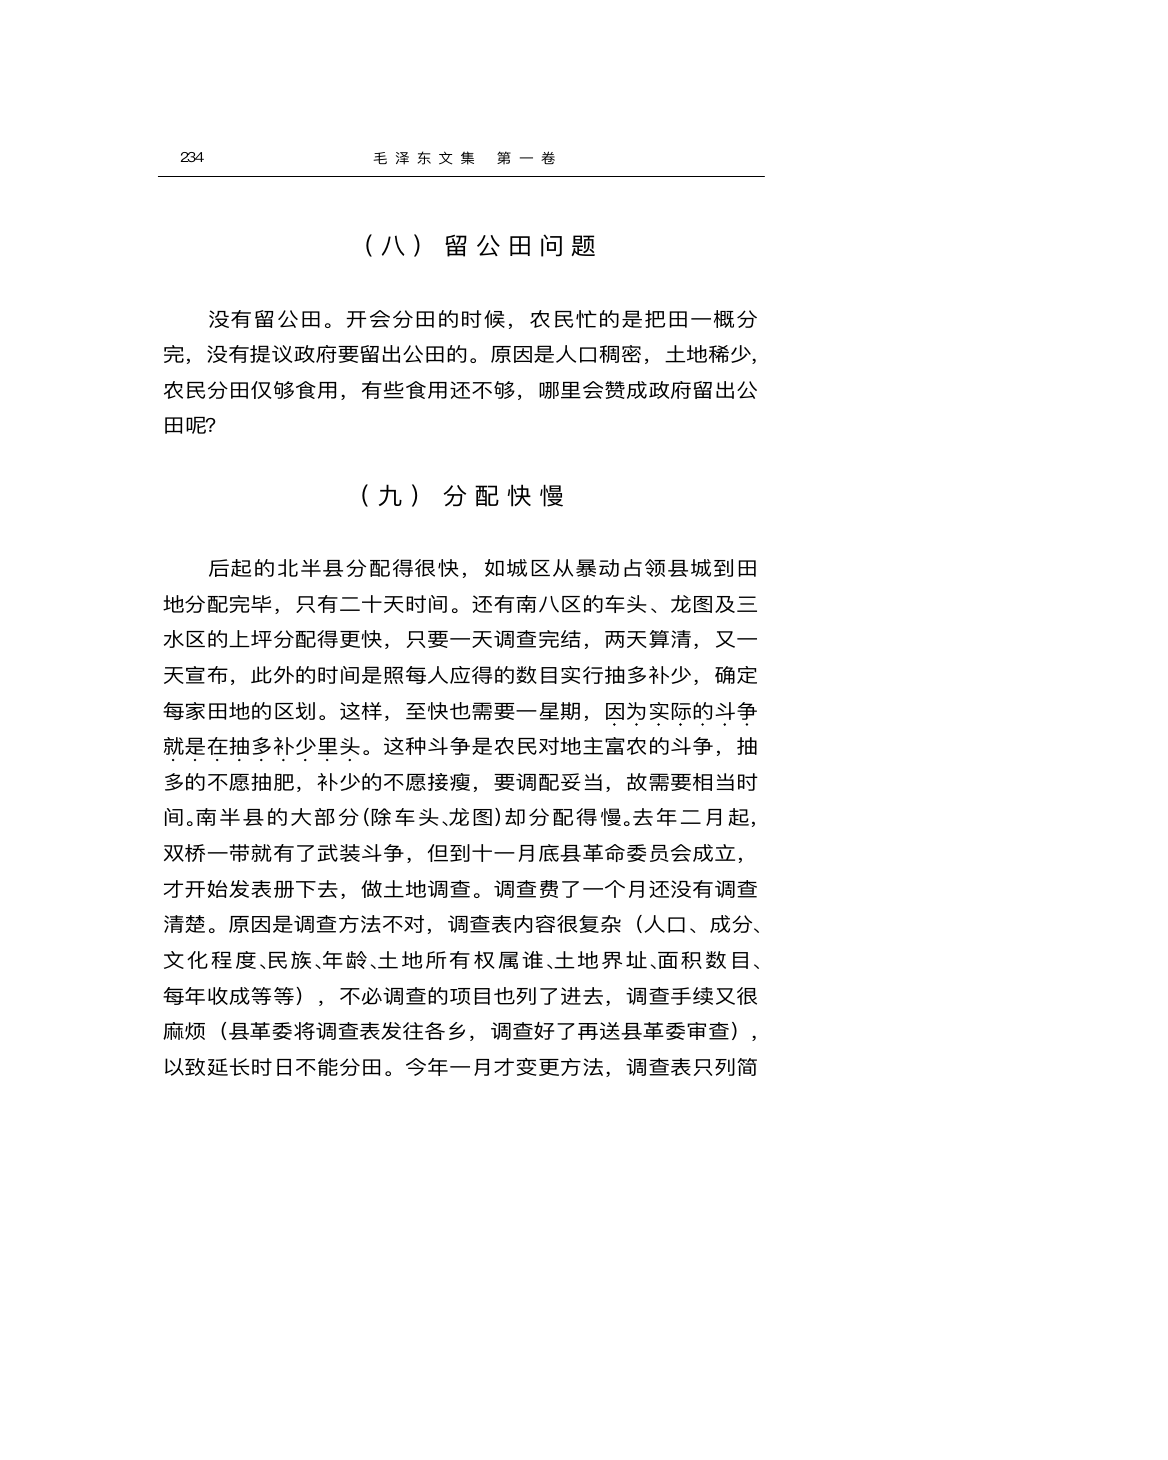 234
毛泽东文集 第一卷
（八）留公田问题
没有留公田。开会分田的时候，农民忙的是把田一概分
完，没有提议政府要留出公田的。原因是人口稠密，土地稀少，
农民分田仅够食用，有些食用还不够，哪里会赞成政府留出公
田呢？
（九）分配快慢
后起的北半县分配得很快，如城区从暴动占领县城到田
地分配完毕，只有二十天时间。还有南八区的车头、龙图及三
水区的上坪分配得更快，只要一天调查完结，两天算清，又一
天宣布，此外的时间是照每人应得的数目实行抽多补少，确定
每家田地的区划。这样，至快也需要一星期，因为实际的斗争
就是在抽多补少里头。这种斗争是农民对地主富农的斗争，抽
多的不愿抽肥，补少的不愿接瘦，要调配妥当，故需要相当时
间。南半县的大部分(除车头、龙图)却分配得慢。去年二月起，
双桥一带就有了武装斗争，但到十一月底县革命委员会成立，
才开始发表册下去，做土地调查。调查费了一个月还没有调查
清楚。原因是调查方法不对，调查表内容很复杂（人口、成分、
文化程度、民族、年龄、土地所有权属谁、土地界址、面积数目、
每年收成等等），不必调查的项目也列了进去，调查手续又很
麻烦（县革委将调查表发往各乡，调查好了再送县革委审查），
以致延长时日不能分田。今年一月才变更方法，调查表只列简